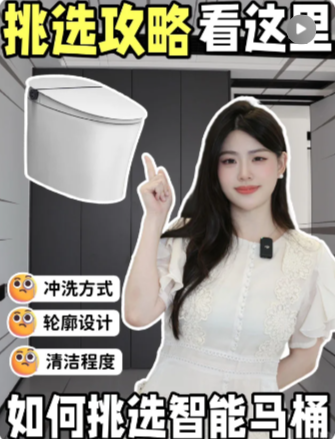 挑选攻略看这里
冲洗方式
轮廓设计
清洁程度
如何挑选智能马桶